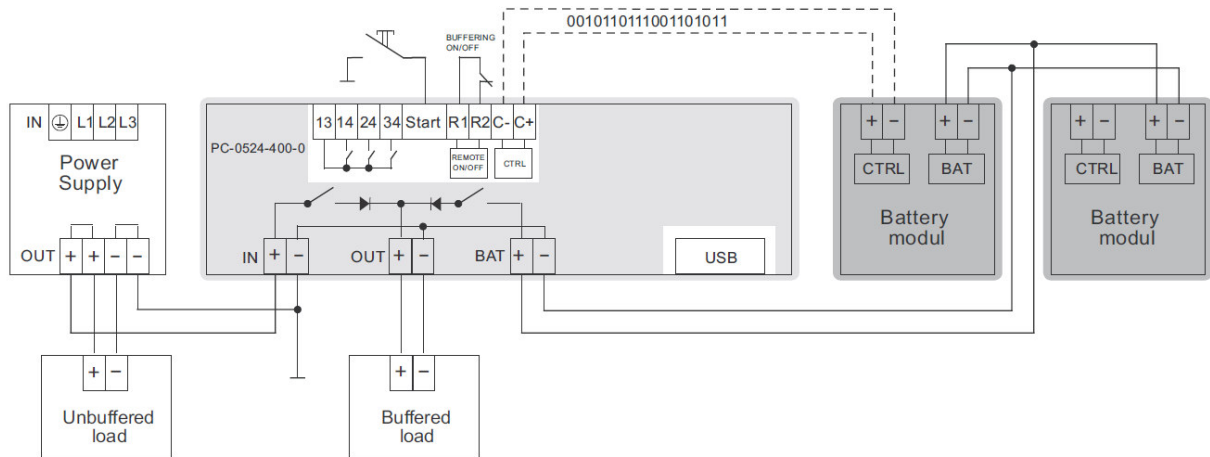 0010110111001101011
BUFFERING
ON/OFF
IN L1 L2 L3
Power
Supply
OUT + + − −
PC-0524-400-0
13 14 24 34 Start R1 R2 C- C+
REMOTE
ON/OFF
CTRL
IN + −
OUT + −
BAT + −
USB
+ − + −
CTRL BAT
Battery
modul
+ − + −
CTRL BAT
Battery
modul
+ −
Unbuffered
load
+ −
Buffered
load